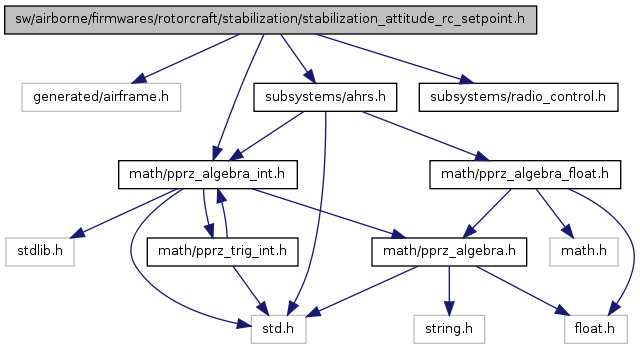 sw/airborne/firmwares/rotorcraft/stabilization/stabilization_attitude_rc_setpoint.h
generated/airframe.h
subsystems/ahrs.h
subsystems/radio_control.h
math/pprz_algebra_int.h
math/pprz_algebra_float.h
stdlib.h
math/pprz_trig_int.h
math/pprz_algebra.h
math.h
std.h
string.h
float.h